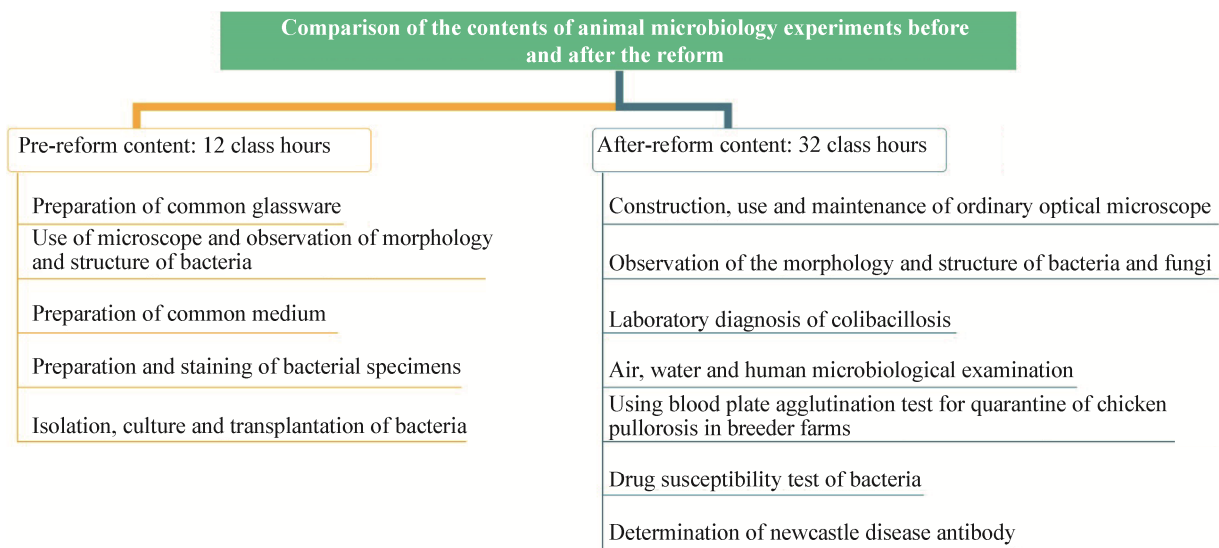 Comparison of the contents of animal microbiology experiments before
and after the reform
Pre-reform content: 12 class hours
Preparation of common glassware
Use of microscope and observation of morphology
and structure of bacteria
Preparation of common medium
Preparation and staining of bacterial specimens
Isolation, culture and transplantation of bacteria
After-reform content: 32 class hours
Construction, use and maintenance of ordinary optical microscope
Observation of the morphology and structure of bacteria and fungi
Laboratory diagnosis of colibacillosis
Air, water and human microbiological examination
Using blood plate agglutination test for quarantine of chicken
pullorosis in breeder farms
Drug susceptibility test of bacteria
Determination of newcastle disease antibody